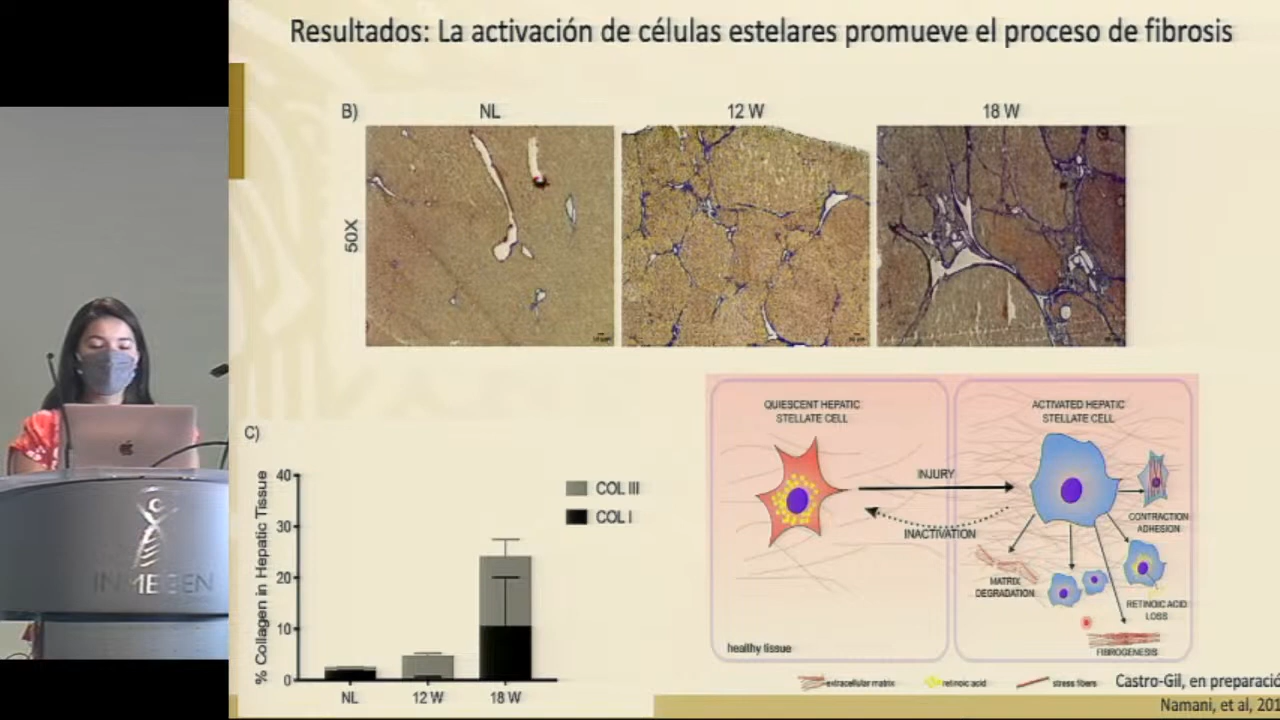 Resultados: La activación de células estelares promueve el proceso de fibrosis
B)
NL
12 W
18 W
50X
C)
% Collagen in Hepatic Tissue
40
30
20
10
0
NL
12 W
18 W
COL III
COL I
QUIESCENT HEPATIC
STELLATE CELL
ACTIVATED HEPATIC
STELLATE CELL
INJURY
INACTIVATION
CONTRACTION
ADHESION
MATRIX
DEGRADATION
RETINOIC ACID
LOSS
FIBROGENESIS
healthy tissue
extracellular matrix
retinoic acid
stress fibers
Castro-Gil, en preparació
Namani, et al, 201
INMEGEN